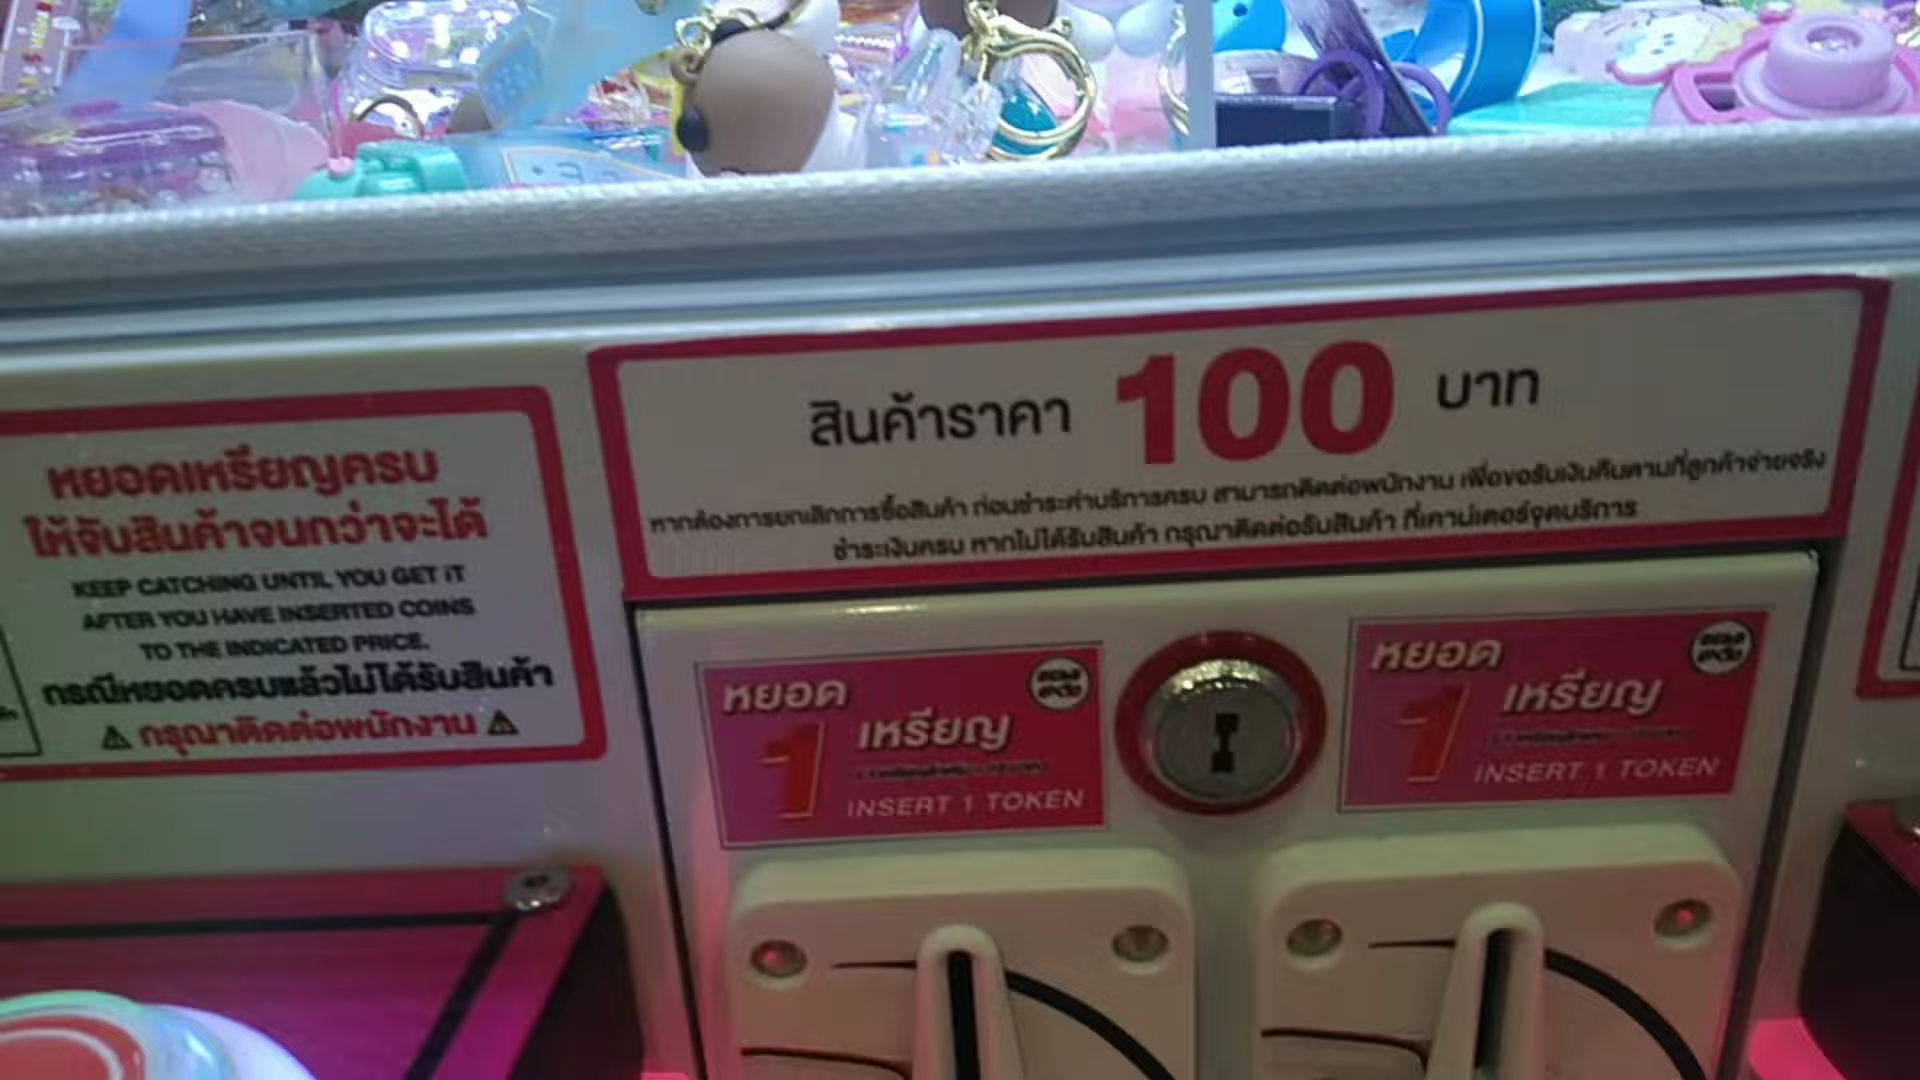 สินค้าราคา 100 บาท
หากต้องการยกเลิกการซื้อสินค้า ก่อนชำระค่าบริการครบ สามารถติดต่อพนักงาน เพื่อขอรับเงินคืนตามที่ลูกค้าจ่ายจริง
ชำระเงินครบ หากไม่ได้รับสินค้า กรุณาติดต่อรับสินค้า ที่เคาน์เตอร์จุดบริการ
หยอดเหรียญครบ
ให้จับสินค้าจนกว่าจะได้
KEEP CATCHING UNTIL YOU GET IT
AFTER YOU HAVE INSERTED COINS
TO THE INDICATED PRICE.
กรณีหยอดครบแล้วไม่ได้รับสินค้า
กรุณาติดต่อพนักงาน
หยอด
1 เหรียญ
INSERT 1 TOKEN
หยอด
1 เหรียญ
INSERT 1 TOKEN